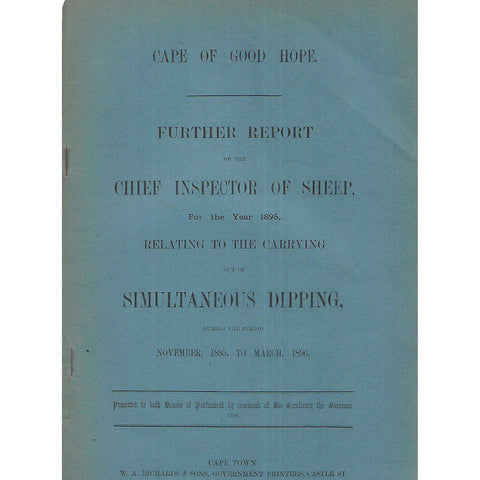 CAPE OF GOOD HOPE.
FURTHER REPORT
OF THE
CHIEF INSPECTOR OF SHEEP,
For the Year 1895,
RELATING TO THE CARRYING
OUT OF
SIMULTANEOUS DIPPING,
DURING THE PERIOD
NOVEMBER, 1895, TO MARCH, 1896.
Presented to both Houses of Parliament by command of His Excellency the Governor.
1896.
CAPE TOWN:
W. A. RICHARDS & SONS, GOVERNMENT PRINTERS, CASTLE ST.